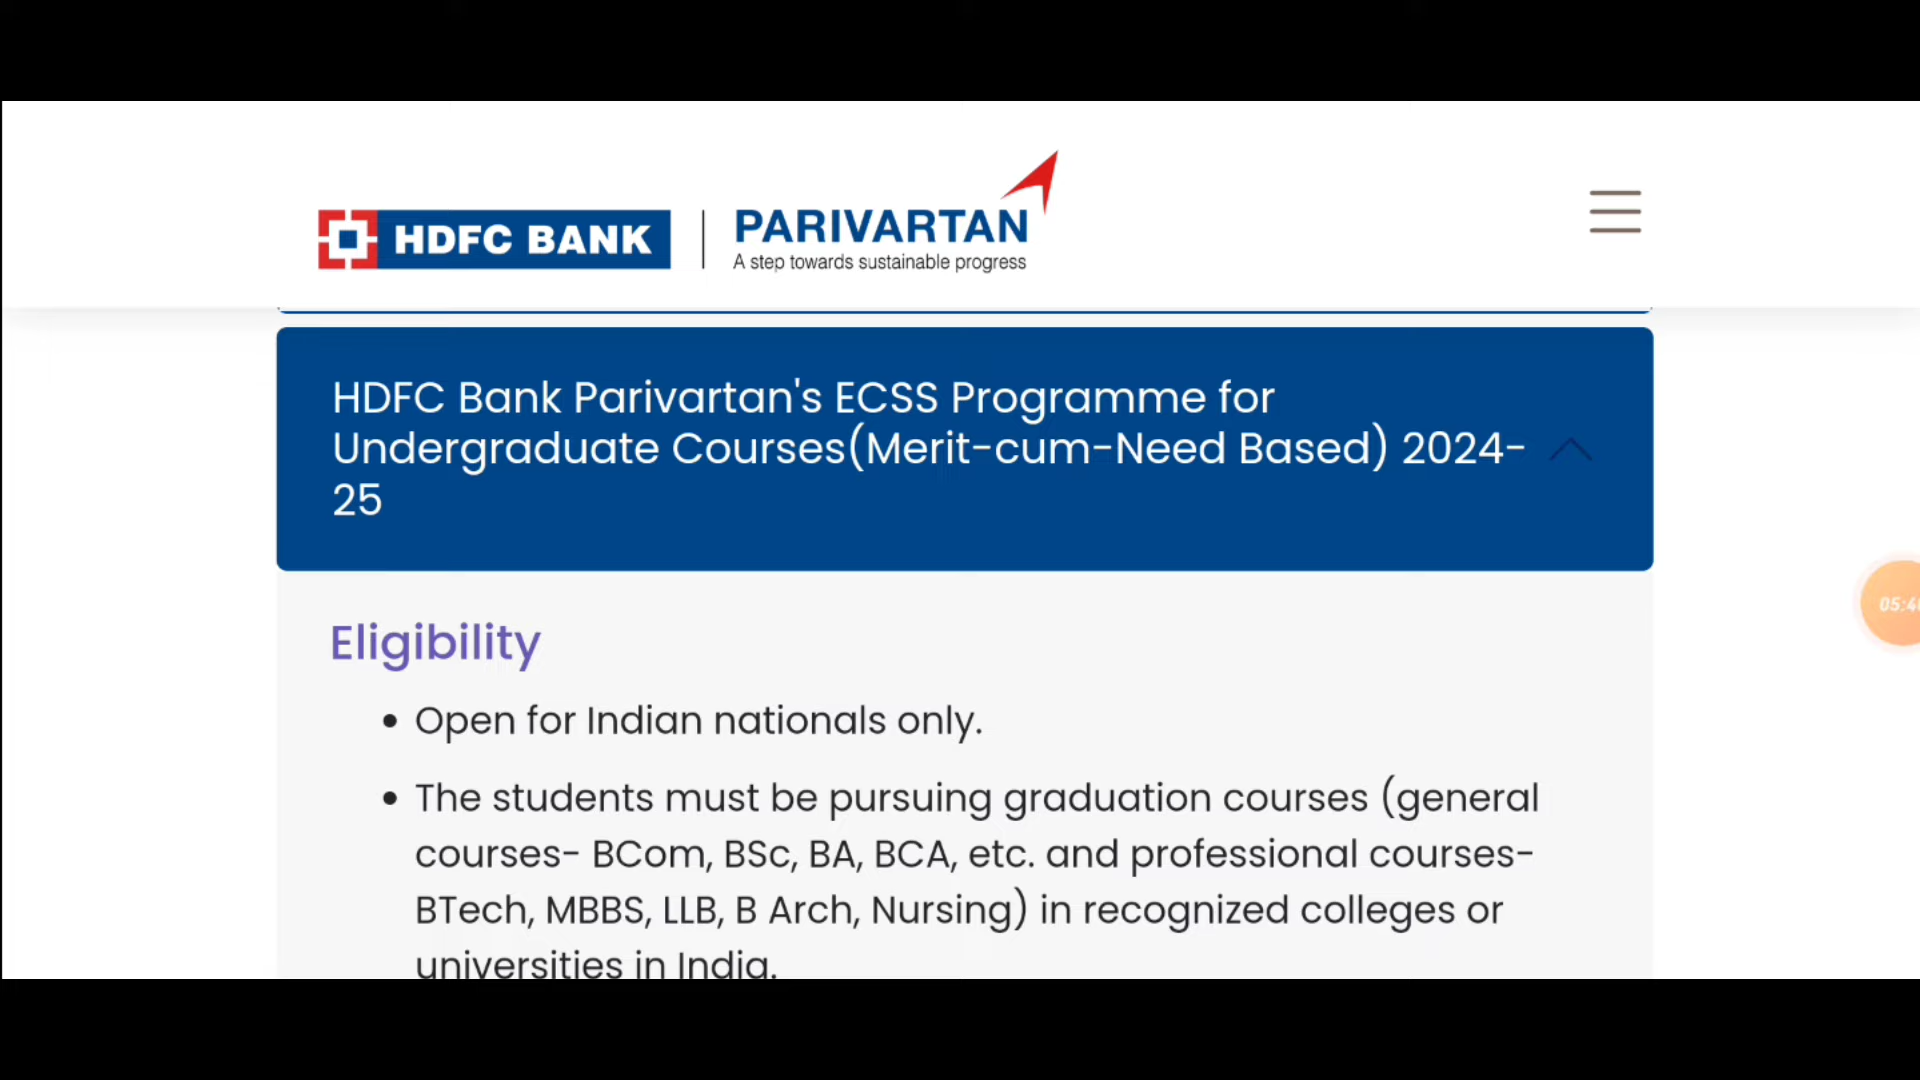 HDFC BANK
PARIVARTAN
A step towards sustainable progress
HDFC Bank Parivartan's ECSS Programme for
Undergraduate Courses(Merit-cum-Need Based) 2024-
25
Eligibility
• Open for Indian nationals only.
• The students must be pursuing graduation courses (general
courses- BCom, BSc, BA, BCA, etc. and professional courses-
BTech, MBBS, LLB, B Arch, Nursing) in recognized colleges or
universities in India.